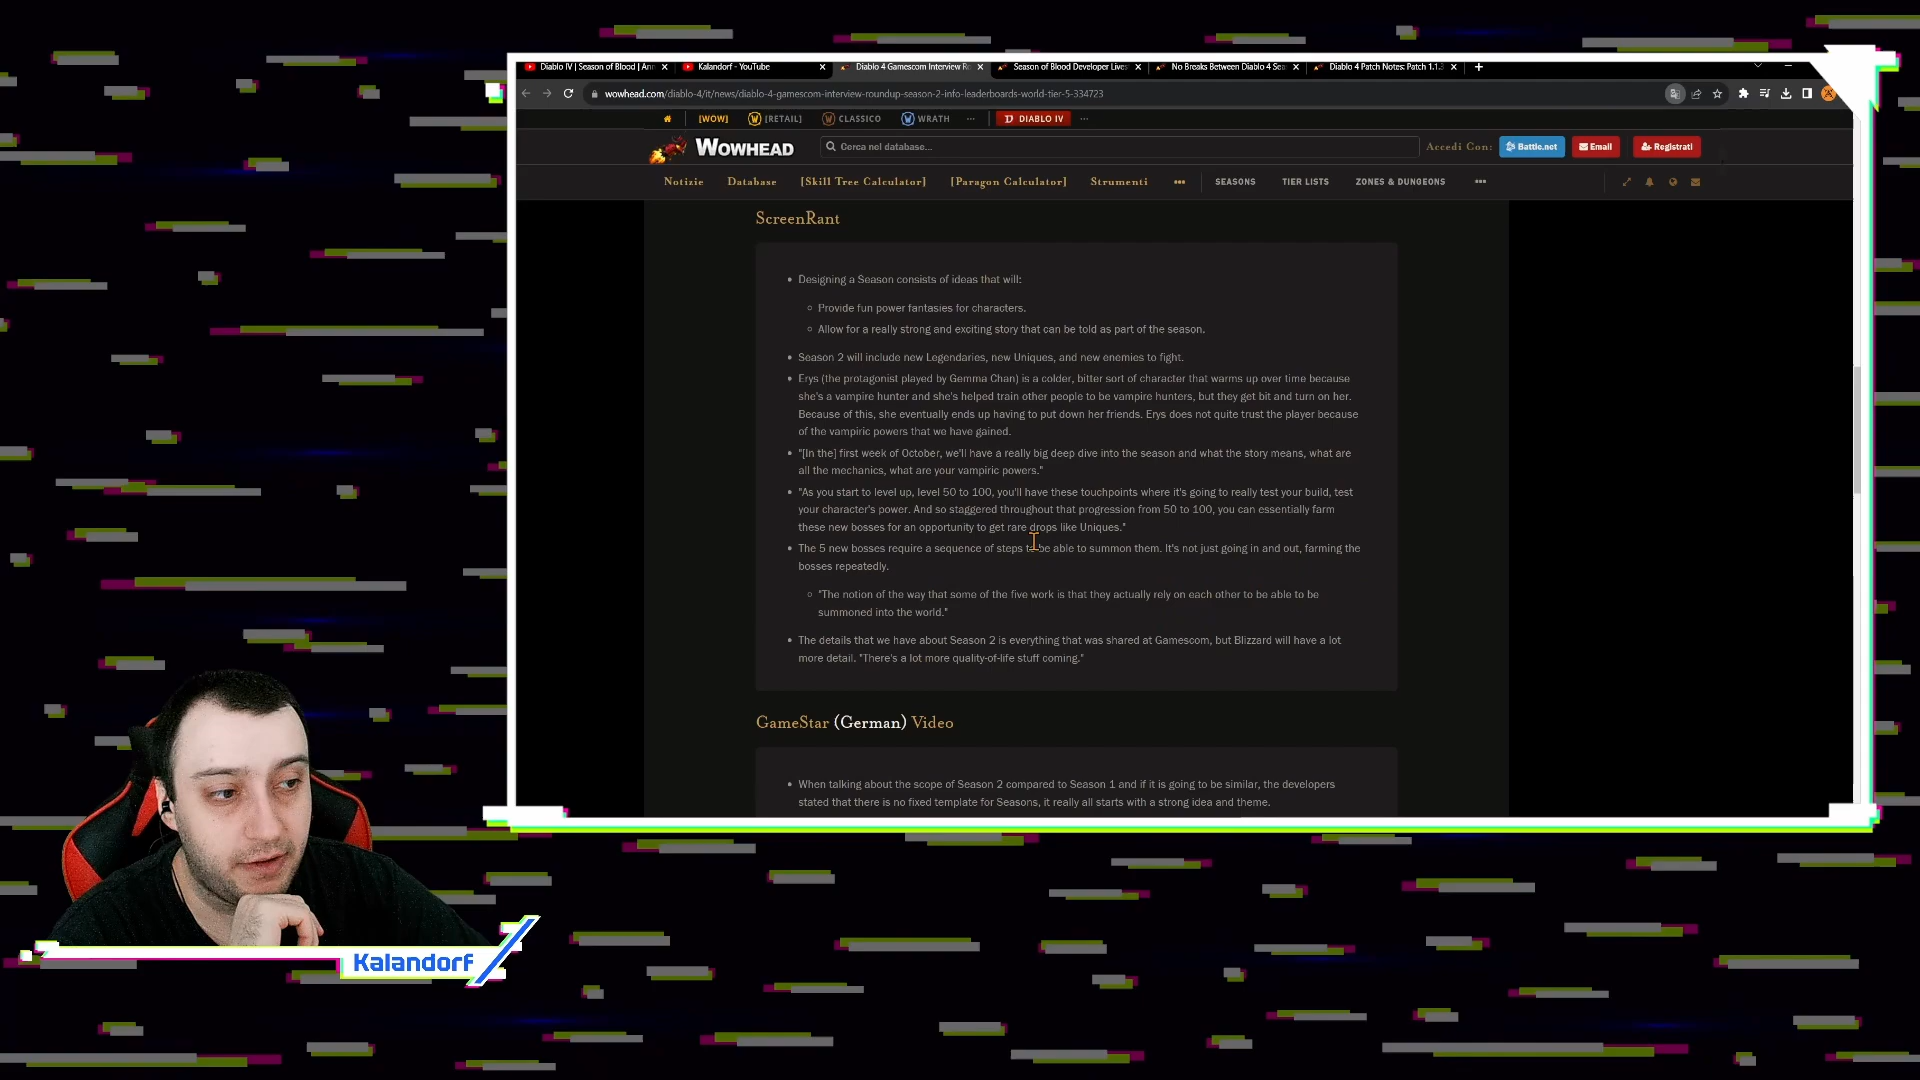 Diablo IV | Season of Blood | Ann
Kalandorf - YouTube
Diablo 4 Gamescom Interview Ro
Season of Blood Developer Lives
No Breaks Between Diablo 4 Sea
Diablo 4 Patch Notes: Patch 1.1.3
wowhead.com/diablo-4/it/news/diablo-4-gamescom-interview-roundup-season-2-info-leaderboards-world-tier-5-334723
[WOW] [RETAIL] CLASSICO WRATH ... DIABLO IV ...
WOWHEAD
Cerca nel database...
Accedi Con: Battle.net Email Registrati
Notizie Database [Skill Tree Calculator] [Paragon Calculator] Strumenti ... SEASONS TIER LISTS ZONES & DUNGEONS ...
ScreenRant
Designing a Season consists of ideas that will:
Provide fun power fantasies for characters.
Allow for a really strong and exciting story that can be told as part of the season.
Season 2 will include new Legendaries, new Uniques, and new enemies to fight.
Erys (the protagonist played by Gemma Chan) is a colder, bitter sort of character that warms up over time because
she's a vampire hunter and she's helped train other people to be vampire hunters, but they get bit and turn on her.
Because of this, she eventually ends up having to put down her friends. Erys does not quite trust the player because
of the vampiric powers that we have gained.
"[In the] first week of October, we'll have a really big deep dive into the season and what the story means, what are
all the mechanics, what are your vampiric powers."
"As you start to level up, level 50 to 100, you'll have these touchpoints where it's going to really test your build, test
your character's power. And so staggered throughout that progression from 50 to 100, you can essentially farm
these new bosses for an opportunity to get rare drops like Uniques."
The 5 new bosses require a sequence of steps to be able to summon them. It's not just going in and out, farming the
bosses repeatedly.
"The notion of the way that some of the five work is that they actually rely on each other to be able to be
summoned into the world."
The details that we have about Season 2 is everything that was shared at Gamescom, but Blizzard will have a lot
more detail. "There's a lot more quality-of-life stuff coming."
GameStar (German) Video
When talking about the scope of Season 2 compared to Season 1 and if it is going to be similar, the developers
stated that there is no fixed template for Seasons, it really all starts with a strong idea and theme.
Kalandorf